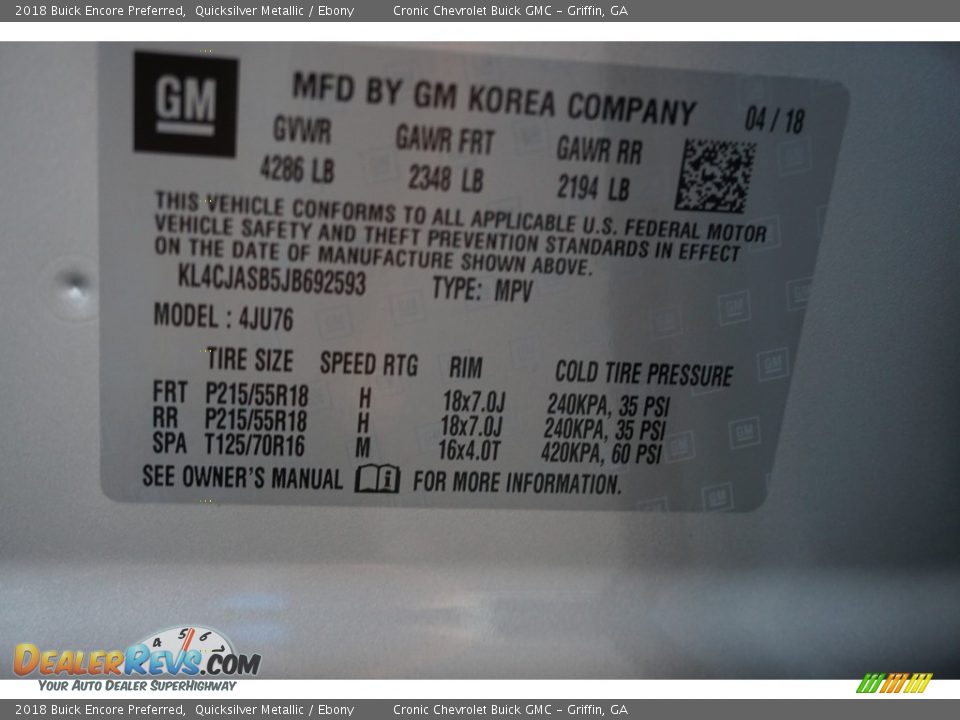 2018 Buick Encore Preferred, Quicksilver Metallic / Ebony Cronic Chevrolet Buick GMC - Griffin, GA
GM
MFD BY GM KOREA COMPANY 04 / 18
GVWR GAWR FRT GAWR RR
4286 LB 2348 LB 2194 LB
THIS VEHICLE CONFORMS TO ALL APPLICABLE U.S. FEDERAL MOTOR
VEHICLE SAFETY AND THEFT PREVENTION STANDARDS IN EFFECT
ON THE DATE OF MANUFACTURE SHOWN ABOVE.
KL4CJASB5JB692593 TYPE: MPV
MODEL : 4JU76
TIRE SIZE SPEED RTG RIM COLD TIRE PRESSURE
FRT P215/55R18 H 18x7.0J 240KPA, 35 PSI
RR P215/55R18 H 18x7.0J 240KPA, 35 PSI
SPA T125/70R16 M 16x4.0T 420KPA, 60 PSI
SEE OWNER'S MANUAL i FOR MORE INFORMATION.
4 5 6 7
DEALERREVS.COM
YOUR AUTO DEALER SUPERHIGHWAY
2018 Buick Encore Preferred, Quicksilver Metallic / Ebony Cronic Chevrolet Buick GMC - Griffin, GA